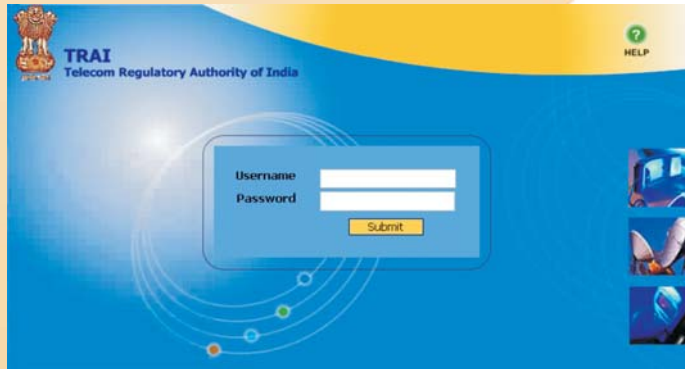 TRAI
Telecom Regulatory Authority of India
?
HELP
Username
Password
Submit